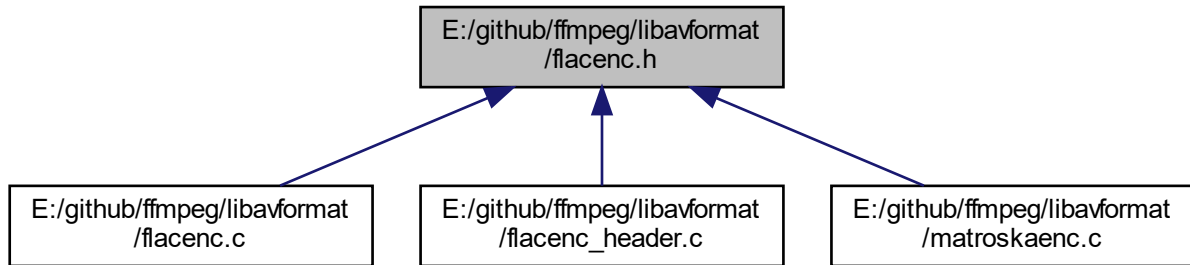 E:/github/ffmpeg/libavformat
/flacenc.h
E:/github/ffmpeg/libavformat
/flacenc.c
E:/github/ffmpeg/libavformat
/flacenc_header.c
E:/github/ffmpeg/libavformat
/matroskaenc.c